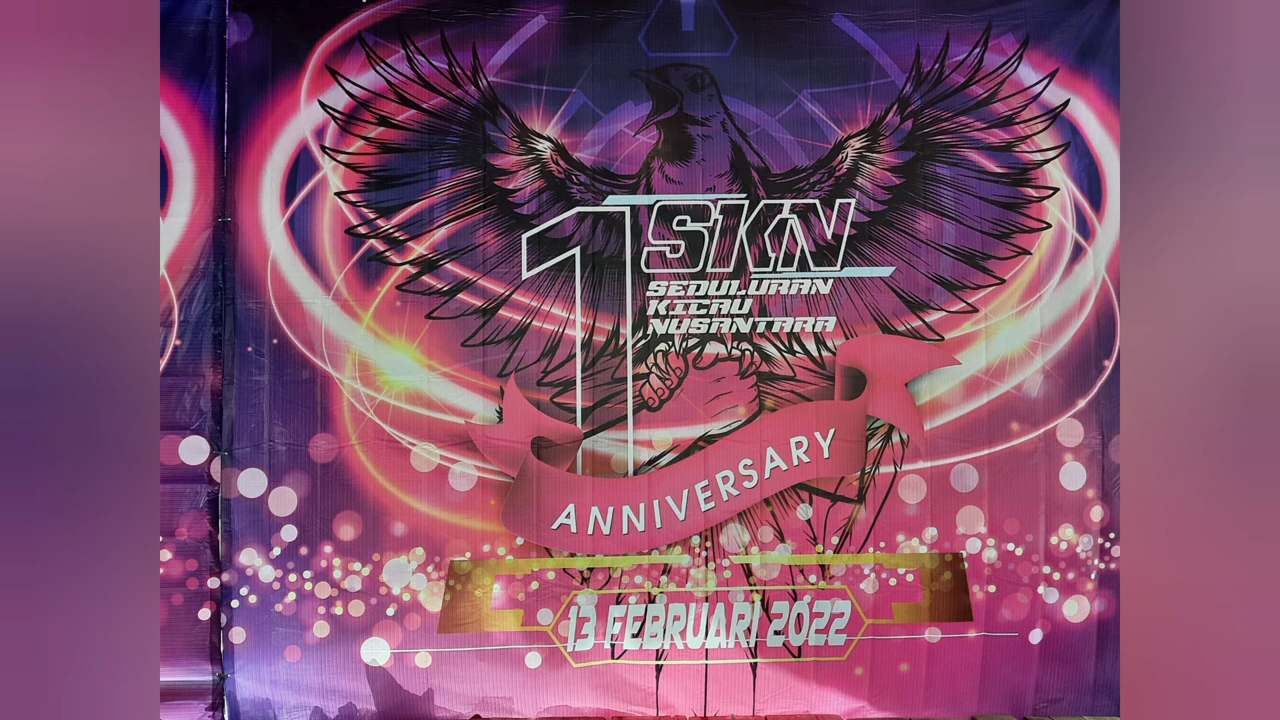 1 SKN
SEDULURAN
KICAU
NUSANTARA
ANNIVERSARY
13 FEBRUARI 2022